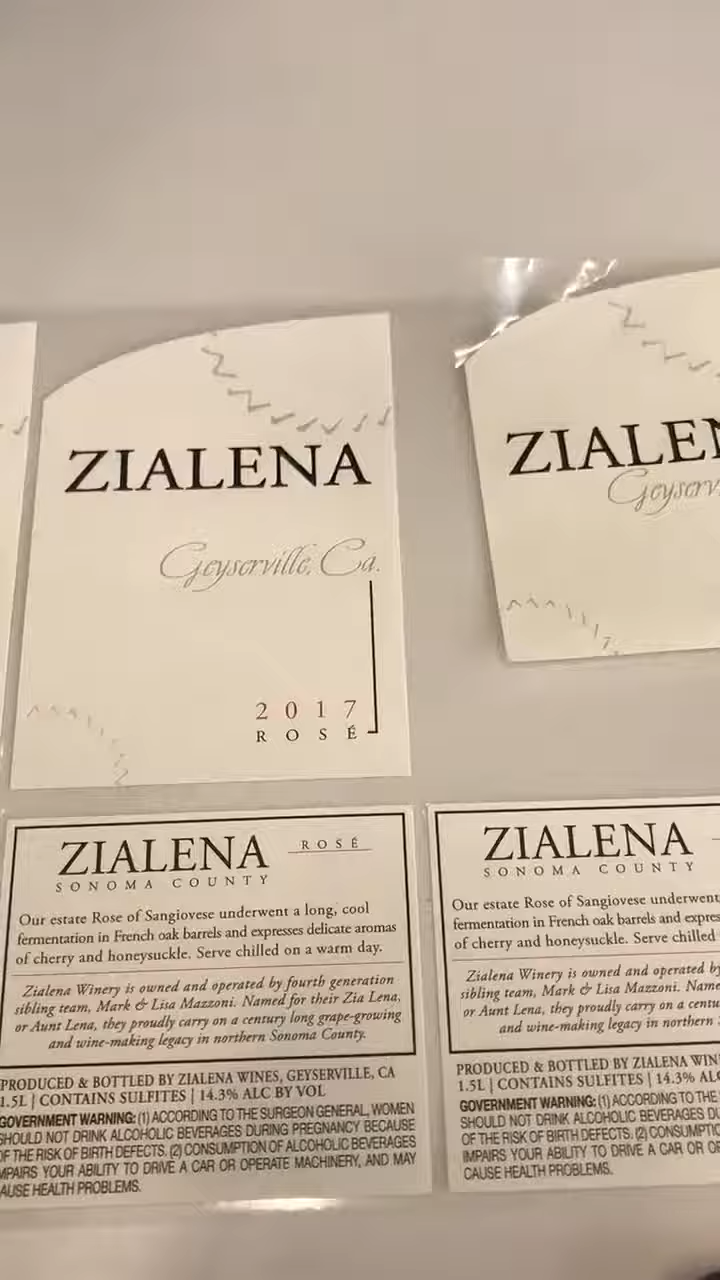 ZIALENA
Geyserville, Ca.
2017
ROSÉ
ZIALENA
ROSÉ
SONOMA COUNTY
Our estate Rose of Sangiovese underwent a long, cool
fermentation in French oak barrels and expresses delicate aromas
of cherry and honeysuckle. Serve chilled on a warm day.
Zialena Winery is owned and operated by fourth generation
sibling team, Mark & Lisa Mazzoni. Named for their Zia Lena,
or Aunt Lena, they proudly carry on a century long grape-growing
and wine-making legacy in northern Sonoma County.
PRODUCED & BOTTLED BY ZIALENA WINES, GEYSERVILLE, CA
1.5L | CONTAINS SULFITES | 14.3% ALC BY VOL
GOVERNMENT WARNING: (1) ACCORDING TO THE SURGEON GENERAL, WOMEN
SHOULD NOT DRINK ALCOHOLIC BEVERAGES DURING PREGNANCY BECAUSE
OF THE RISK OF BIRTH DEFECTS. (2) CONSUMPTION OF ALCOHOLIC BEVERAGES
MPAIRS YOUR ABILITY TO DRIVE A CAR OR OPERATE MACHINERY, AND MAY
AUSE HEALTH PROBLEMS.
ZIALEN
Geyserv
ZIALENA
SONOMA COUNTY
Our estate Rose of Sangiovese underwent
fermentation in French oak barrels and expres
of cherry and honeysuckle. Serve chilled
Zialena Winery is owned and operated by
sibling team, Mark & Lisa Mazzoni. Name
or Aunt Lena, they proudly carry on a centu
and wine-making legacy in northern
PRODUCED & BOTTLED BY ZIALENA WIN
1.5L | CONTAINS SULFITES | 14.3% AL
GOVERNMENT WARNING: (1) ACCORDING TO THE
SHOULD NOT DRINK ALCOHOLIC BEVERAGES DU
OF THE RISK OF BIRTH DEFECTS. (2) CONSUMPTIO
IMPAIRS YOUR ABILITY TO DRIVE A CAR OR O
CAUSE HEALTH PROBLEMS.